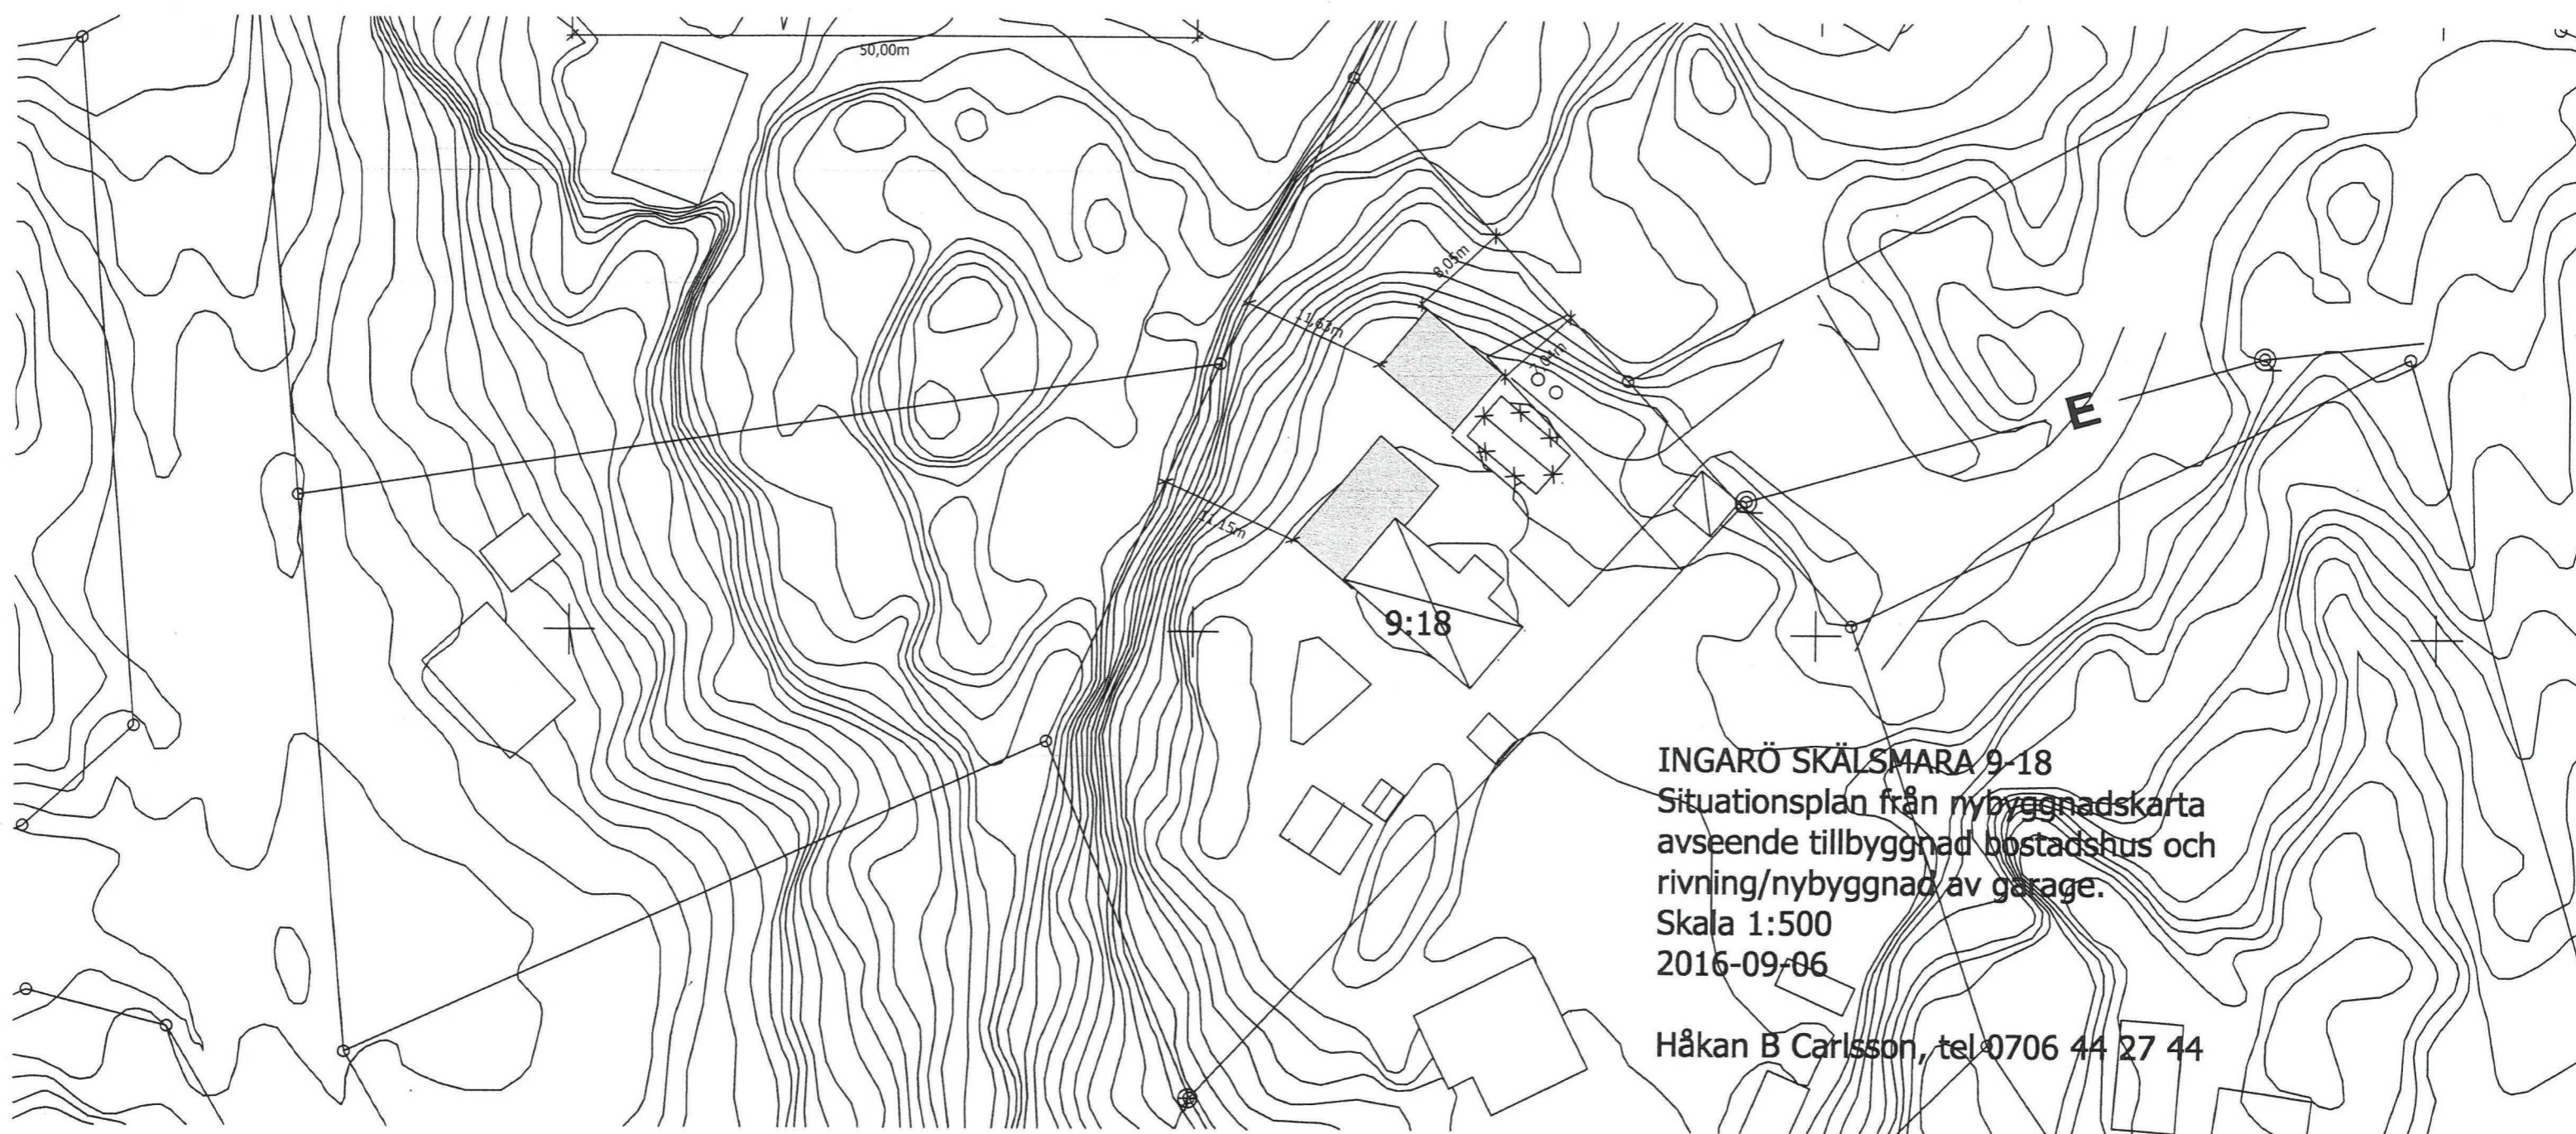 50,00m
8,05m
11,63m
7,04m
11,15m
E
9:18
INGARÖ SKÄLSMARA 9-18
Situationsplan från nybyggnadskarta
avseende tillbyggnad bostadshus och
rivning/nybyggnad av garage.
Skala 1:500
2016-09-06
Håkan B Carlsson, tel 0706 44 27 44